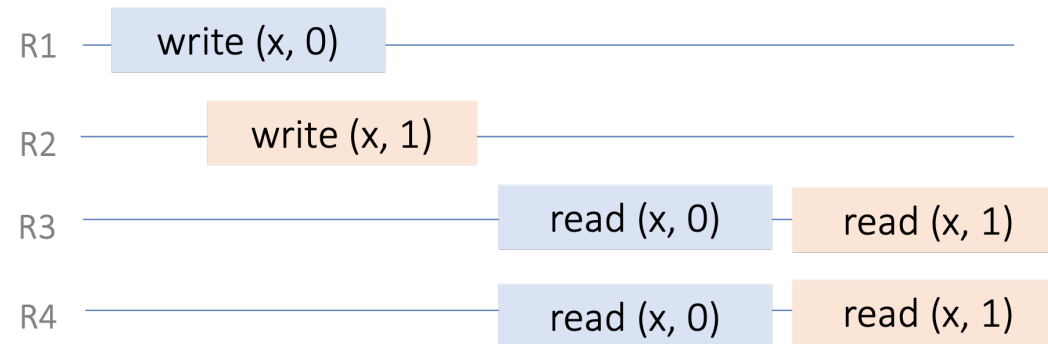 R1 write (x, 0)
R2 write (x, 1)
R3 read (x, 0) read (x, 1)
R4 read (x, 0) read (x, 1)